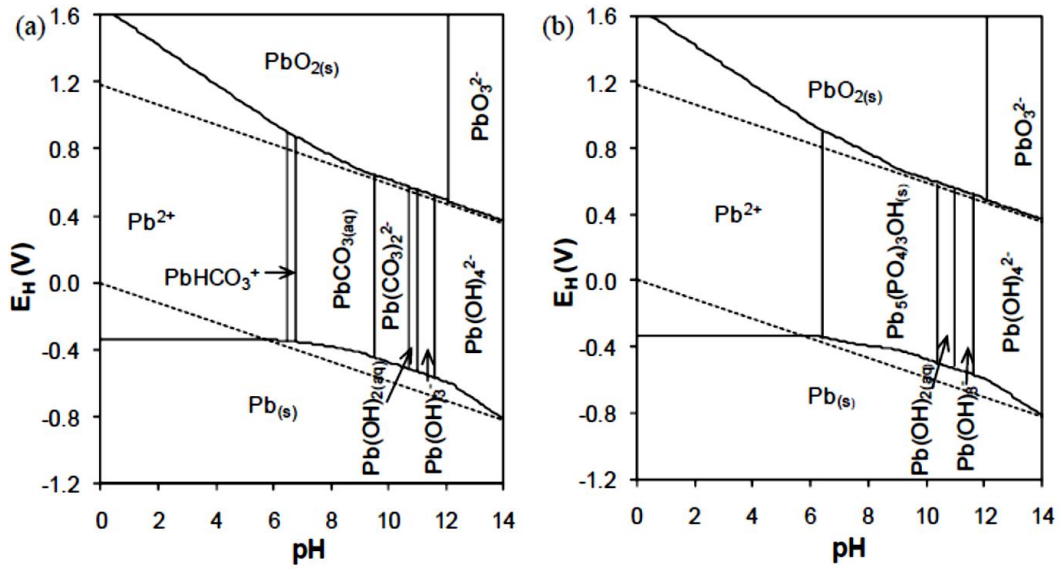 (a)
1.6
1.2
0.8
0.4
0.0
-0.4
-0.8
-1.2
E_H (V)
PbO₂₍s₎
PbO₃²⁻
Pb²⁺
PbHCO₃⁺
PbCO₃₍aq₎
Pb(CO₃)₂²⁻
Pb(OH)₄²⁻
Pb₍s₎
Pb(OH)₂₍aq₎
Pb(OH)₃⁻
0 2 4 6 8 10 12 14
pH
(b)
1.6
1.2
0.8
0.4
0.0
-0.4
-0.8
-1.2
E_H (V)
PbO₂₍s₎
PbO₃²⁻
Pb²⁺
Pb₅(PO₄)₃OH₍s₎
Pb(OH)₄²⁻
Pb₍s₎
Pb(OH)₂₍aq₎
Pb(OH)₃⁻
0 2 4 6 8 10 12 14
pH